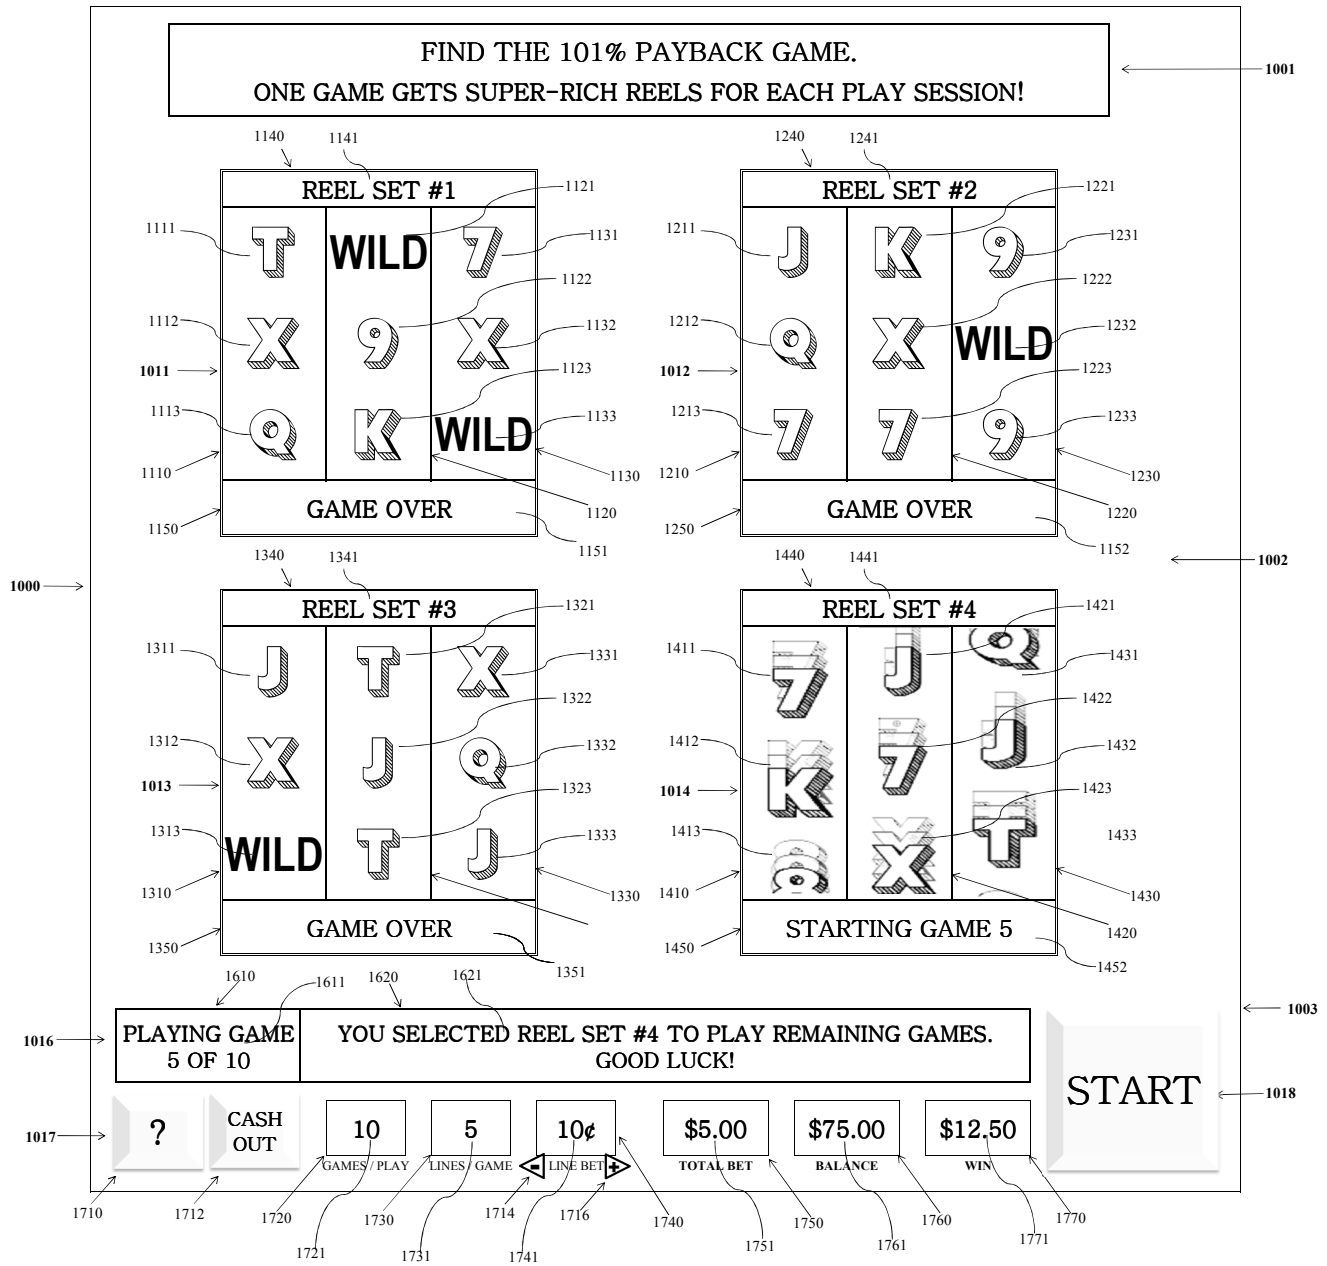 FIND THE 101% PAYBACK GAME.
ONE GAME GETS SUPER-RICH REELS FOR EACH PLAY SESSION!
1001
1140 1141 1240 1241
REEL SET #1 1121 REEL SET #2 1221
1111 T WILD 7 1131 1211 J K 9 1231
1122 1222
1112 X 9 X 1132 1212 Q X WILD 1232
1011 1123 1012 1223
1113 Q K WILD 1133 1213 7 7 9 1233
1110 1130 1210 1230
1150 GAME OVER 1120 1250 GAME OVER 1220
1151 1152
1340 1341 1440 1441
1000 1002
REEL SET #3 1321 REEL SET #4 1421
1311 J T X 1331 1411 7 J Q 1431
1322 1422
1312 X J Q 1332 1412 K 7 J 1432
1013 1323 1014 1423
1313 WILD T J 1333 1413 9 X T 1433
1310 1330 1410 1430
1350 GAME OVER 1450 STARTING GAME 5 1420
1351 1452
1610 1611 1620 1621
1003
1016 PLAYING GAME YOU SELECTED REEL SET #4 TO PLAY REMAINING GAMES.
5 OF 10 GOOD LUCK!
START 1018
1017 ? CASH OUT 10 5 10¢ $5.00 $75.00 $12.50
GAMES / PLAY LINES / GAME - LINE BET + TOTAL BET BALANCE WIN
1710 1712 1720 1730 1714 1716 1740 1750 1760 1770
1721 1731 1741 1751 1761 1771